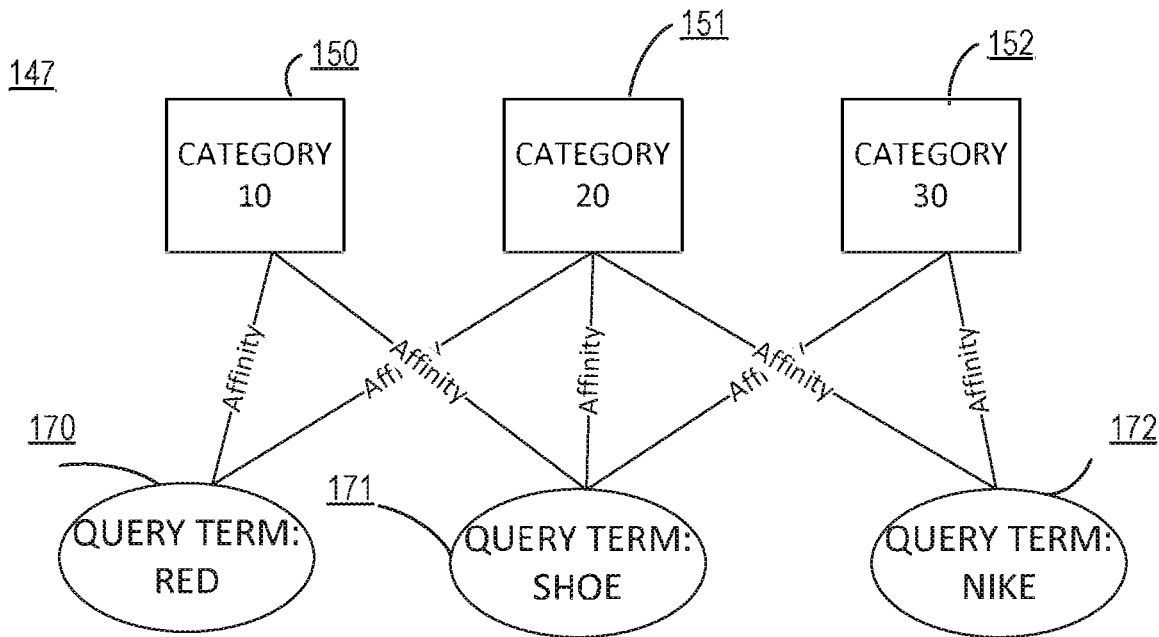 147
150
151
152
CATEGORY
10
CATEGORY
20
CATEGORY
30
Affinity
Affinity
Affinity
Affinity
Affinity
170
171
172
QUERY TERM:
RED
QUERY TERM:
SHOE
QUERY TERM:
NIKE